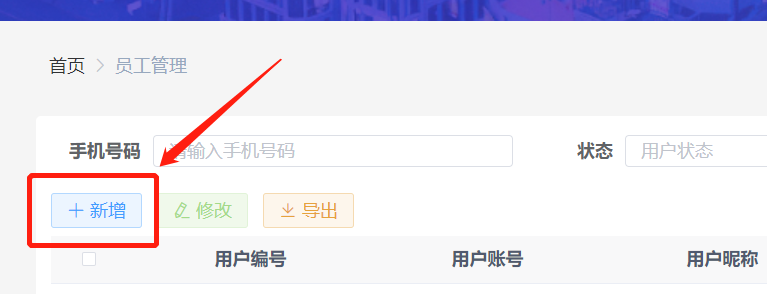 首页 > 员工管理
手机号码 请输入手机号码 状态 用户状态
新增 修改 导出
用户编号 用户账号 用户昵称